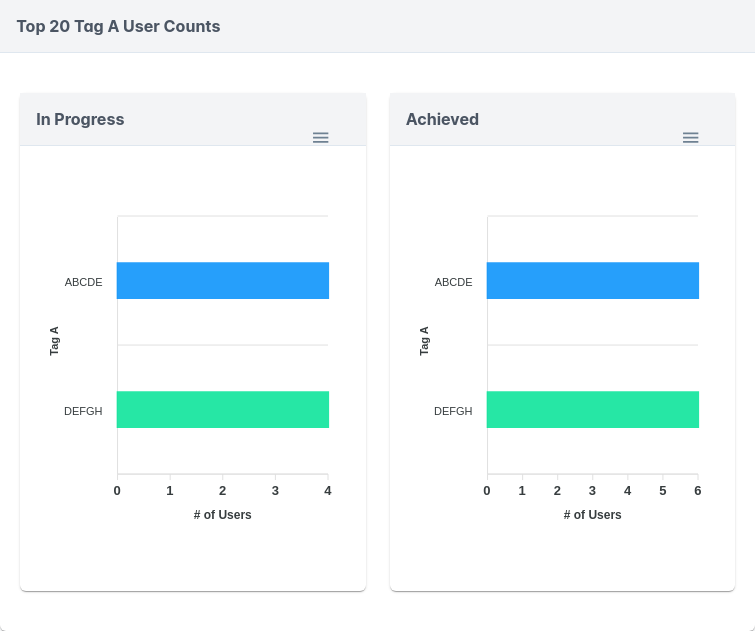 Top 20 Tag A User Counts
In Progress
ABCDE
DEFGH
Tag A
0 1 2 3 4
# of Users
Achieved
ABCDE
DEFGH
Tag A
0 1 2 3 4 5 6
# of Users